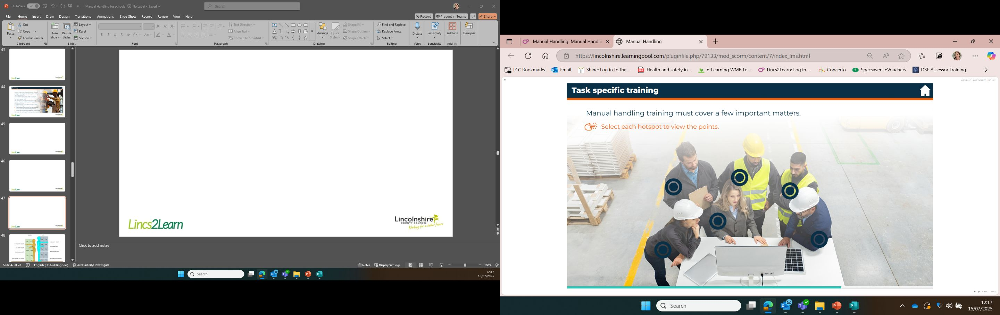 AutoSave
Manual Handling for schools
No Label • Saved
Search
File
Home
Insert
Draw
Design
Transitions
Animations
Slide Show
Record
Review
View
Help
Record
Present in Teams
Share
Paste
Cut
Copy
Format Painter
Clipboard
New Slide
Re-use Slides
Layout
Reset
Section
Slides
Font
Text Direction
Align Text
Convert to SmartArt
Paragraph
Arrange
Quick Styles
Shape Fill
Shape Outline
Shape Effects
Drawing
Find and Replace
Replace Fonts
Select
Editing
Dictate
Voice
Sensitivity
Sensitivity
Add-ins
Add-ins
Designer
43
44
45
46
47
48
Lincs2Learn
Lincolnshire
COUNTY COUNCIL
Working for a better future
Click to add notes
Slide 47 of 78
English (United Kingdom)
Accessibility: Investigate
Notes
Display Settings
100%
Search
12:17
15/07/2025
Manual Handling: Manual Handli
Manual Handling
https://lincolnshire.learningpool.com/pluginfile.php/79133/mod_scorm/content/7/index_lms.html
LCC Bookmarks
Email
Shine: Log in to the...
Health and safety in...
e-Learning WMB Le...
Lincs2Learn: Log in...
Concerto
Specsavers eVouchers
DSE Assessor Training
Task specific training
Manual handling training must cover a few important matters.
Select each hotspot to view the points.
Search
12:17
15/07/2025